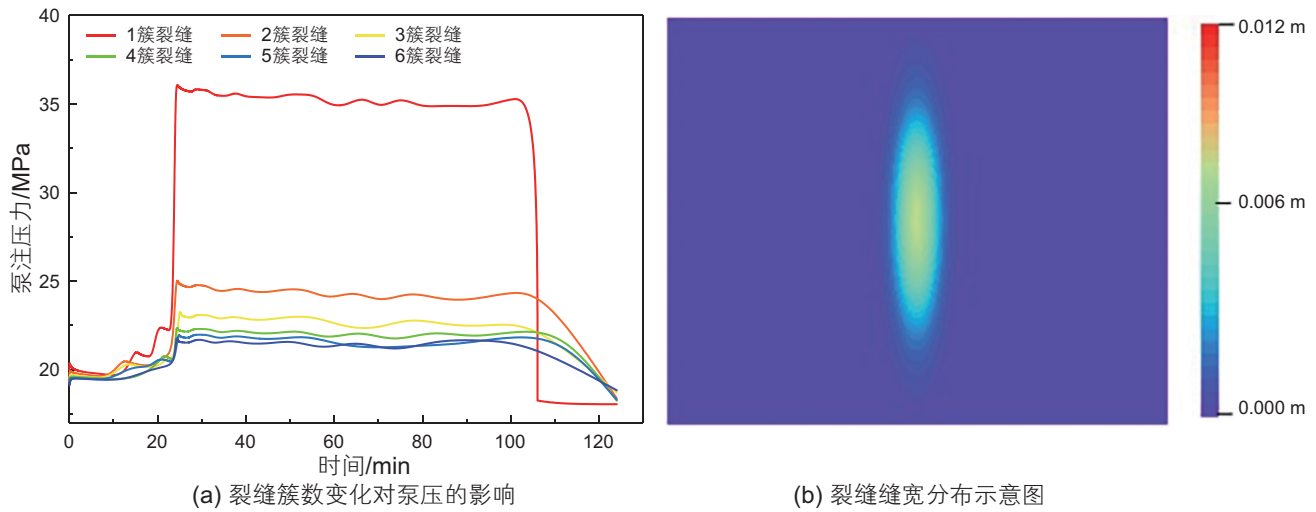 40
35
30
25
20
泵注压力/MPa
1簇裂缝 2簇裂缝 3簇裂缝
4簇裂缝 5簇裂缝 6簇裂缝
0 20 40 60 80 100 120
时间/min
(a) 裂缝簇数变化对泵压的影响
0.012 m
0.006 m
0.000 m
(b) 裂缝缝宽分布示意图